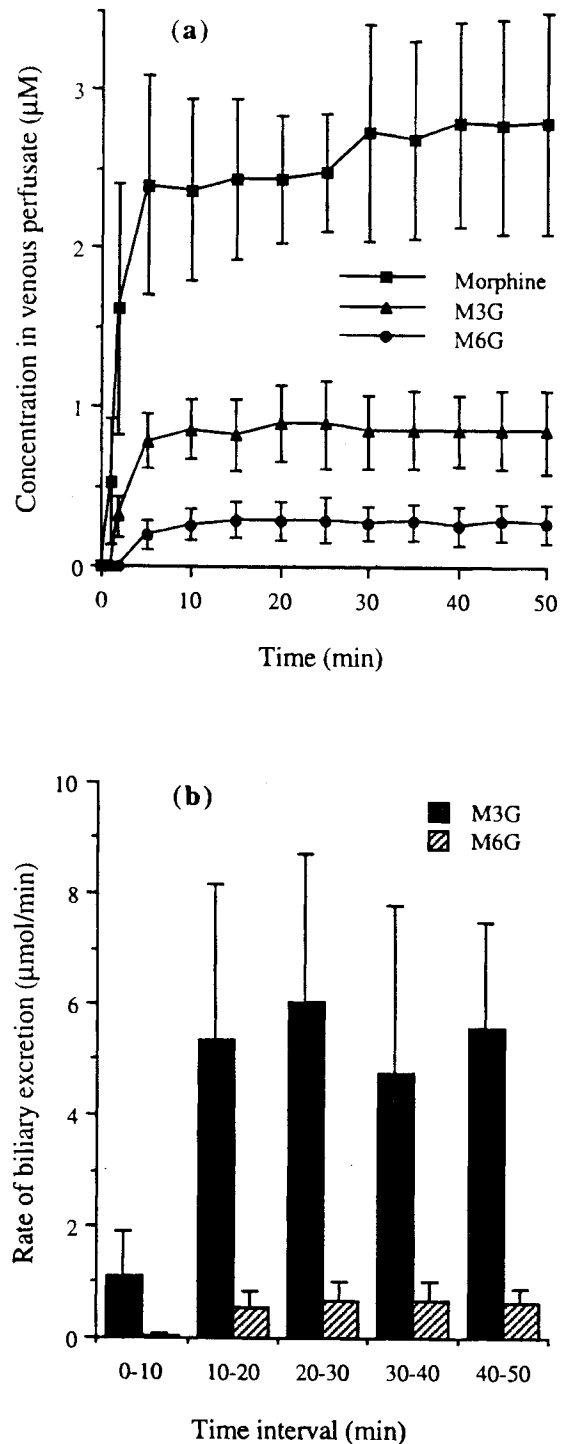 (a)
Concentration in venous perfusate (μM)
3
2
1
0
Morphine
M3G
M6G
0 10 20 30 40 50
Time (min)
(b)
M3G
M6G
Rate of biliary excretion (μmol/min)
10
8
6
4
2
0
0-10 10-20 20-30 30-40 40-50
Time interval (min)